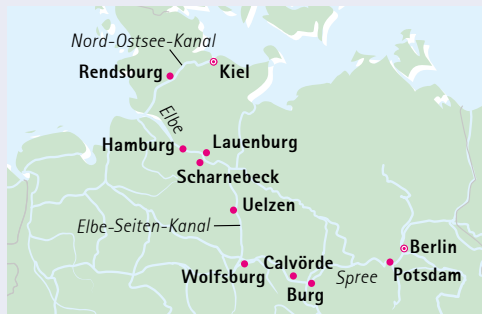 Nord-Ostsee-Kanal
Rendsburg
Kiel
Elbe
Hamburg
Lauenburg
Scharnebeck
Uelzen
Elbe-Seiten-Kanal
Berlin
Wolfsburg
Calvörde
Spree
Potsdam
Burg